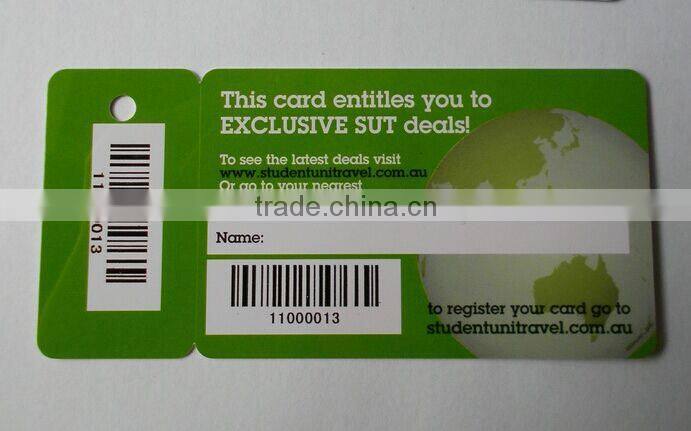 This card entitles you to
EXCLUSIVE SUT deals!
To see the latest deals visit
www.studentunitravel.com.au
Or go to your nearest
trade.china.cn
Name:
11000013
to register your card go to
studentunitravel.com.au
11
013